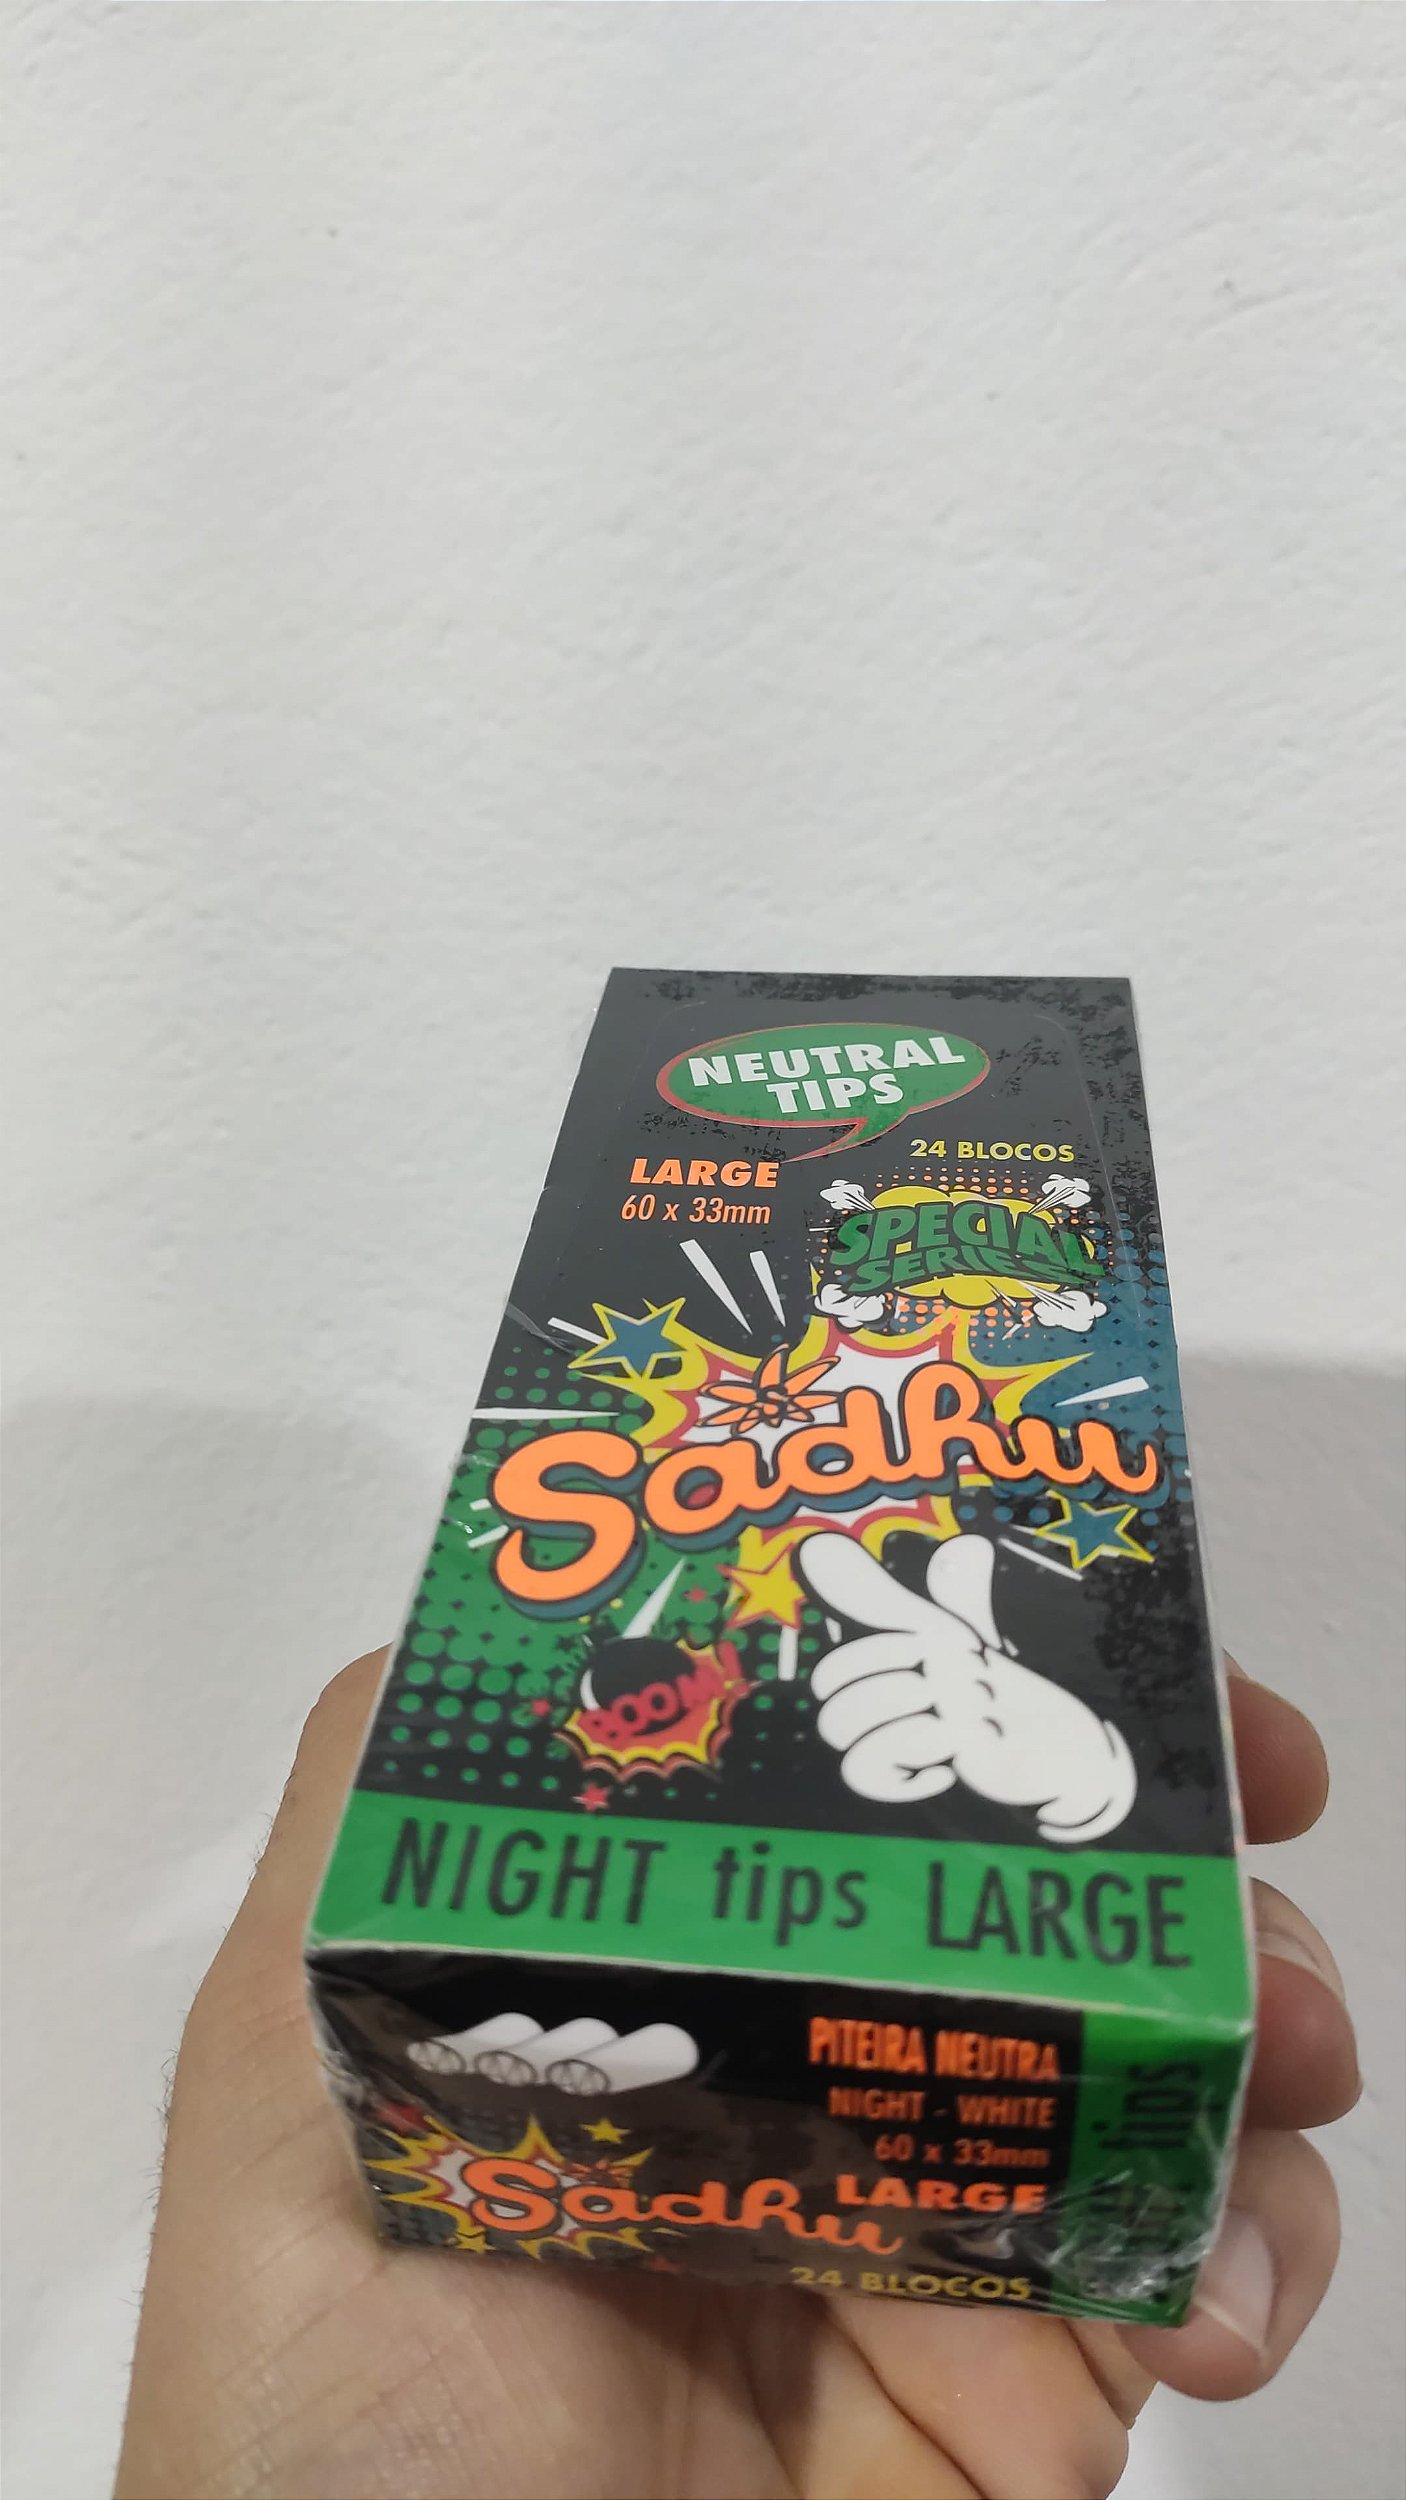 NEUTRAL
TIPS
24 BLOCOS
LARGE
60 x 33mm
SPECIAL
SERIES
Sadhu
BOOM!
NIGHT tips LARGE
PITEIRA NEUTRA
NIGHT - WHITE
60 x 33mm
LARGE
Sadhu
24 BLOCOS
tips